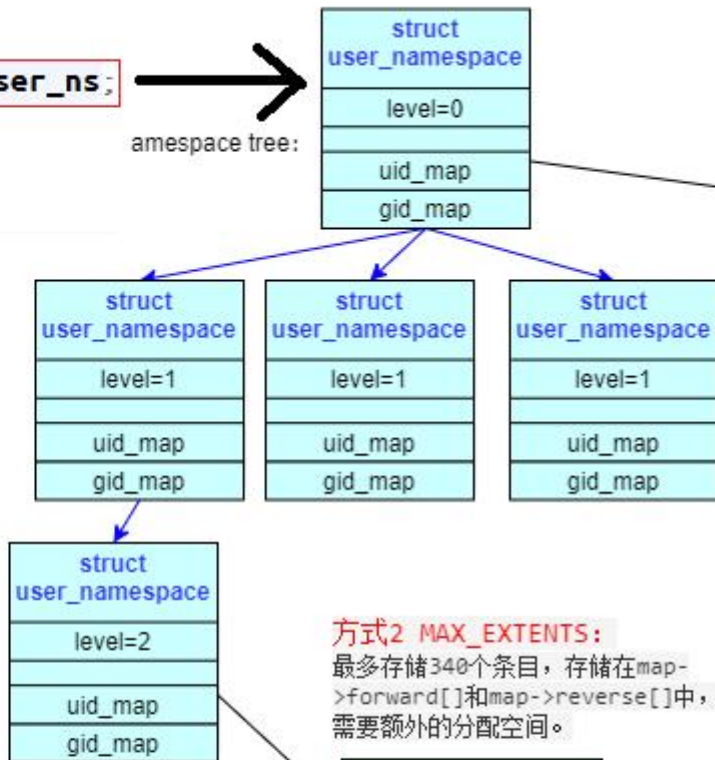 struct
user_namespace
ser_ns;
level=0
amespace tree:
uid_map
gid_map
struct
user_namespace
level=1
uid_map
gid_map
struct
user_namespace
level=1
uid_map
gid_map
struct
user_namespace
level=1
uid_map
gid_map
struct
user_namespace
level=2
uid_map
gid_map
方式2 MAX_EXTENTS:
最多存储340个条目，存储在map-
>forward[]和map->reverse[]中，
需要额外的分配空间。